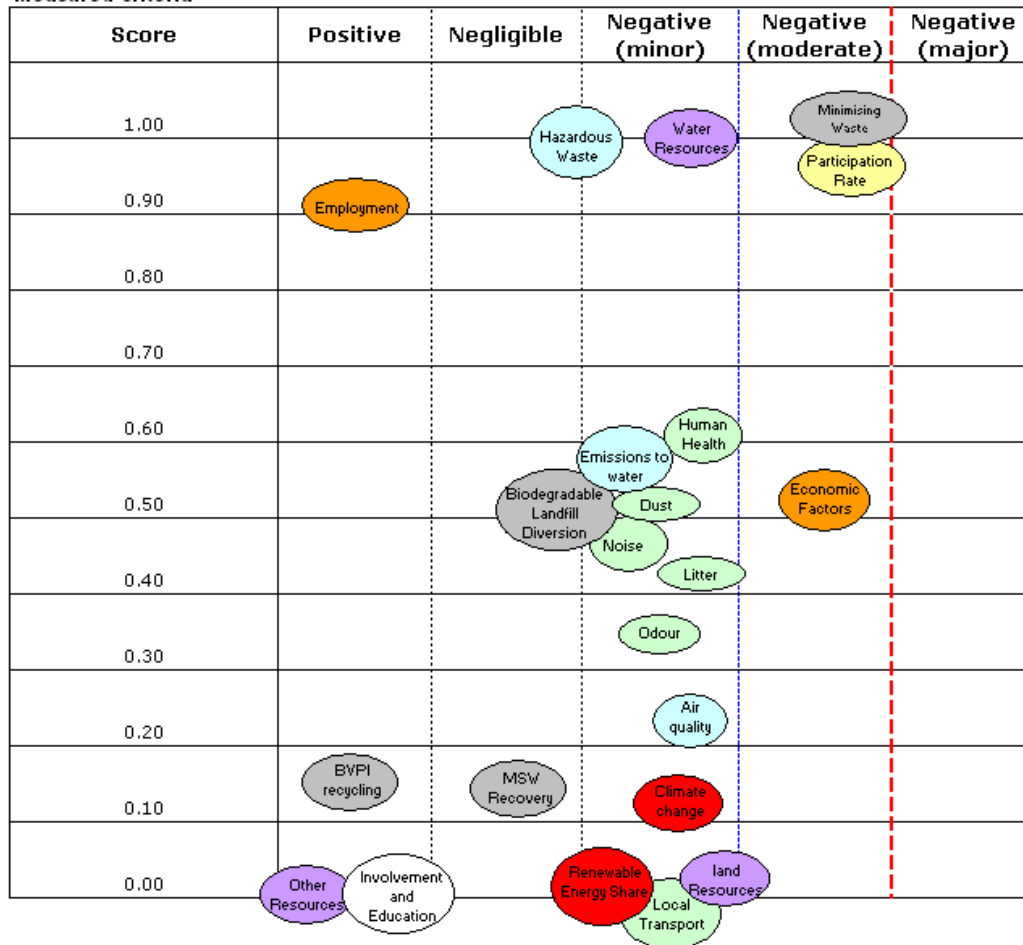 Measured criteria
Score
Positive
Negligible
Negative
(minor)
Negative
(moderate)
Negative
(major)
1.00
Hazardous
Waste
Water
Resources
Minimising
Waste
Participation
Rate
0.90
Employment
0.80
0.70
0.60
Human
Health
Emissions to
water
0.50
Biodegradable
Landfill
Diversion
Dust
Economic
Factors
Noise
0.40
Litter
Odour
0.30
0.20
Air
quality
BVPI
recycling
MSW
Recovery
0.10
Climate
change
0.00
Other
Resources
Involvement
and
Education
Renewable
Energy Share
land
Resources
Local
Transport